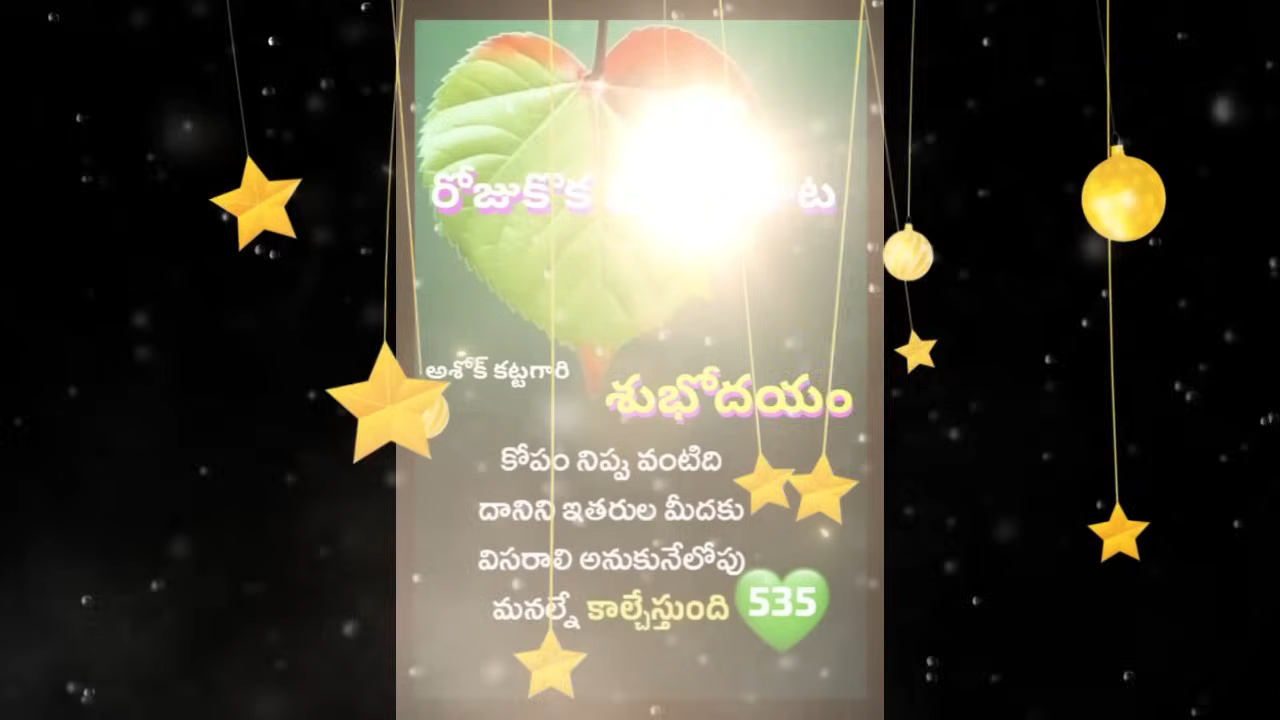 రోజుకొక
అశోక్ కట్టగారి
శుభోదయం
కోపం నిప్పు వంటిది
దానిని ఇతరుల మీదకు
విసరాలి అనుకునేలోపు
మనల్నే కాల్చేస్తుంది 535